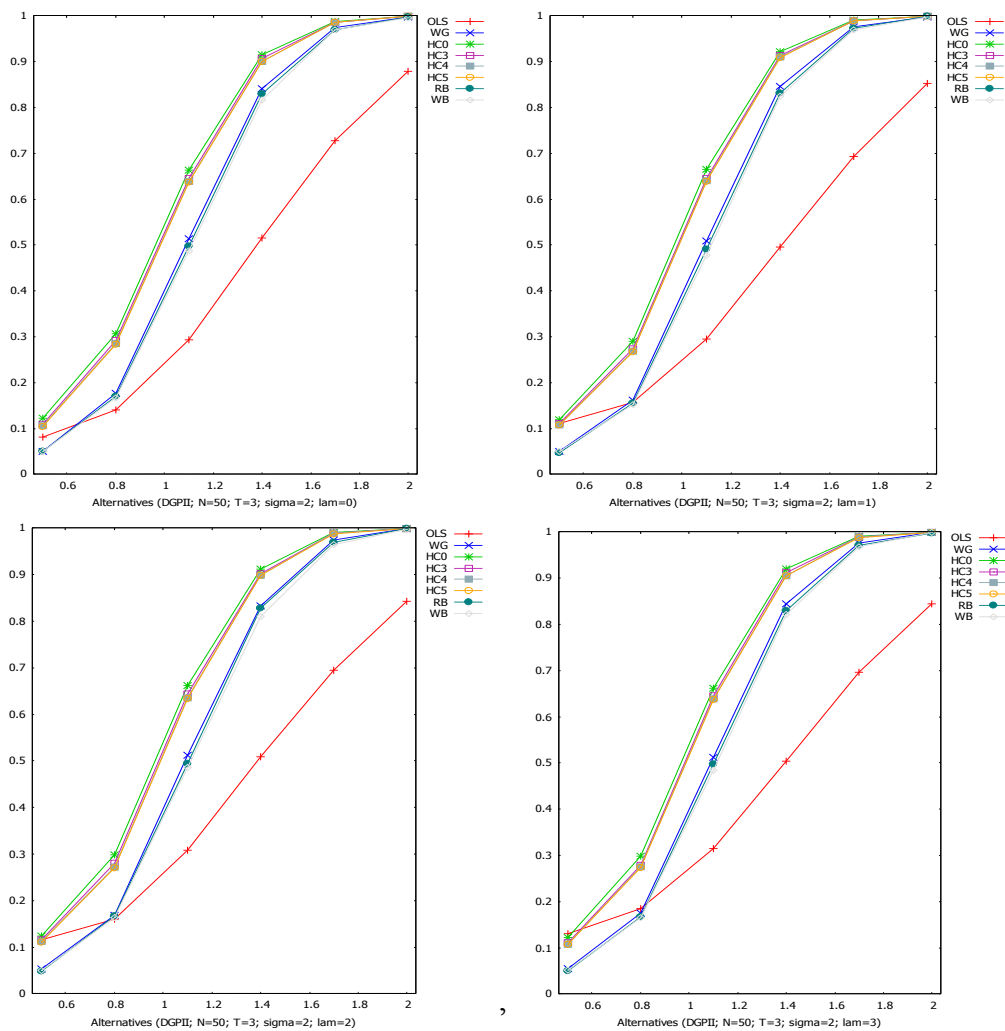 1
0.9
0.8
0.7
0.6
0.5
0.4
0.3
0.2
0.1
0
0.6 0.8 1 1.2 1.4 1.6 1.8 2
Alternatives (DGPII; N=50; T=3; sigma=2; lam=0)
OLS
WG
HC0
HC3
HC4
HC5
RB
WB
1
0.9
0.8
0.7
0.6
0.5
0.4
0.3
0.2
0.1
0
0.6 0.8 1 1.2 1.4 1.6 1.8 2
Alternatives (DGPII; N=50; T=3; sigma=2; lam=1)
OLS
WG
HC0
HC3
HC4
HC5
RB
WB
1
0.9
0.8
0.7
0.6
0.5
0.4
0.3
0.2
0.1
0
0.6 0.8 1 1.2 1.4 1.6 1.8 2
Alternatives (DGPII; N=50; T=3; sigma=2; lam=2)
OLS
WG
HC0
HC3
HC4
HC5
RB
WB
,
1
0.9
0.8
0.7
0.6
0.5
0.4
0.3
0.2
0.1
0
0.6 0.8 1 1.2 1.4 1.6 1.8 2
Alternatives (DGPII; N=50; T=3; sigma=2; lam=3)
OLS
WG
HC0
HC3
HC4
HC5
RB
WB